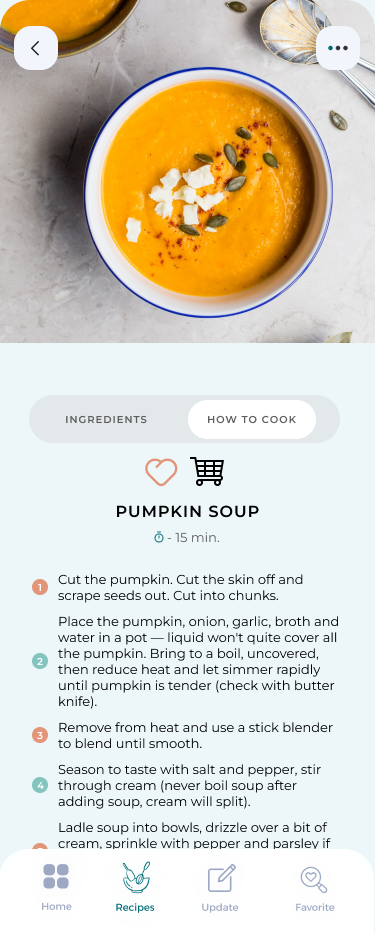 INGREDIENTS
HOW TO COOK
PUMPKIN SOUP
- 15 min.
1
Cut the pumpkin. Cut the skin off and
scrape seeds out. Cut into chunks.
2
Place the pumpkin, onion, garlic, broth and
water in a pot — liquid won't quite cover all
the pumpkin. Bring to a boil, uncovered,
then reduce heat and let simmer rapidly
until pumpkin is tender (check with butter
knife).
3
Remove from heat and use a stick blender
to blend until smooth.
4
Season to taste with salt and pepper, stir
through cream (never boil soup after
adding soup, cream will split).
Ladle soup into bowls, drizzle over a bit of
cream, sprinkle with pepper and parsley if
Home
Recipes
Update
Favorite